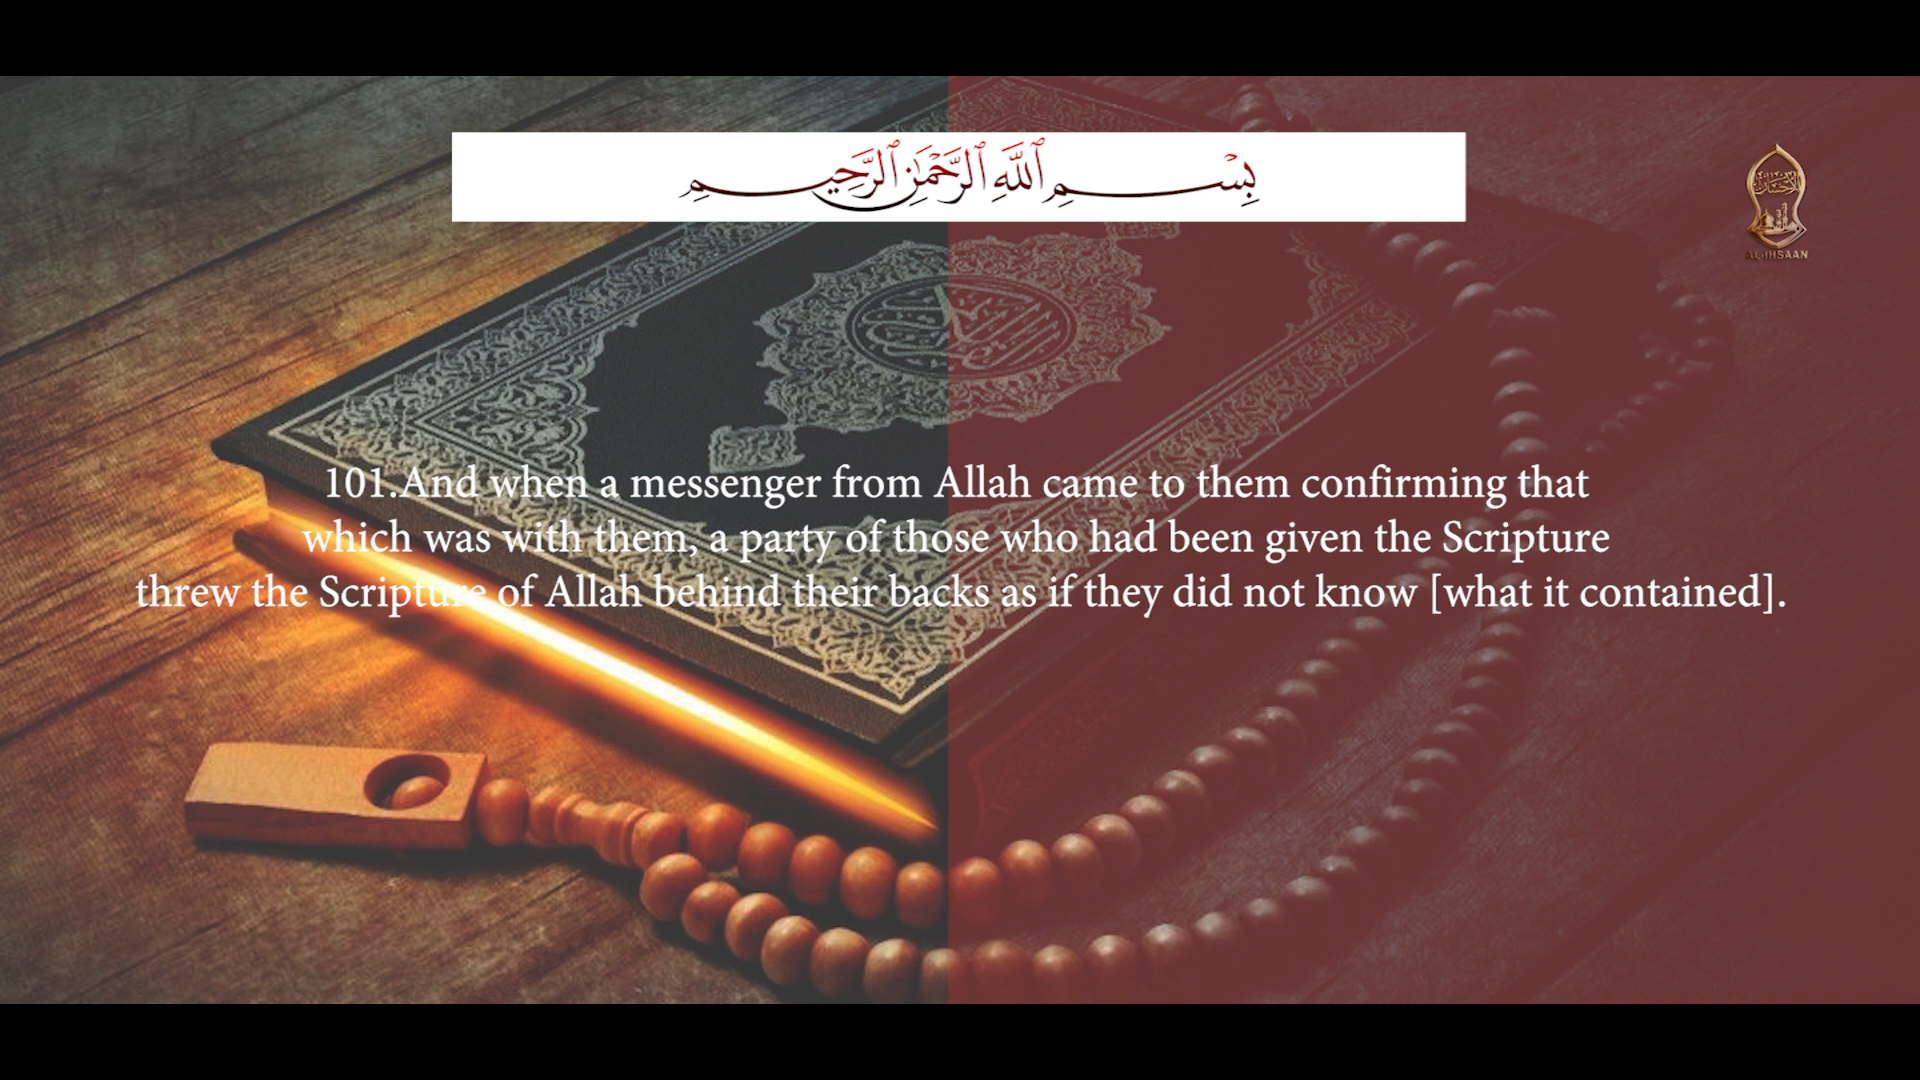 بِسْمِ ٱللَّهِ ٱلرَّحْمَٰنِ ٱلرَّحِيمِ
AL-IHSAAN
101.And when a messenger from Allah came to them confirming that
which was with them, a party of those who had been given the Scripture
threw the Scripture of Allah behind their backs as if they did not know [what it contained].